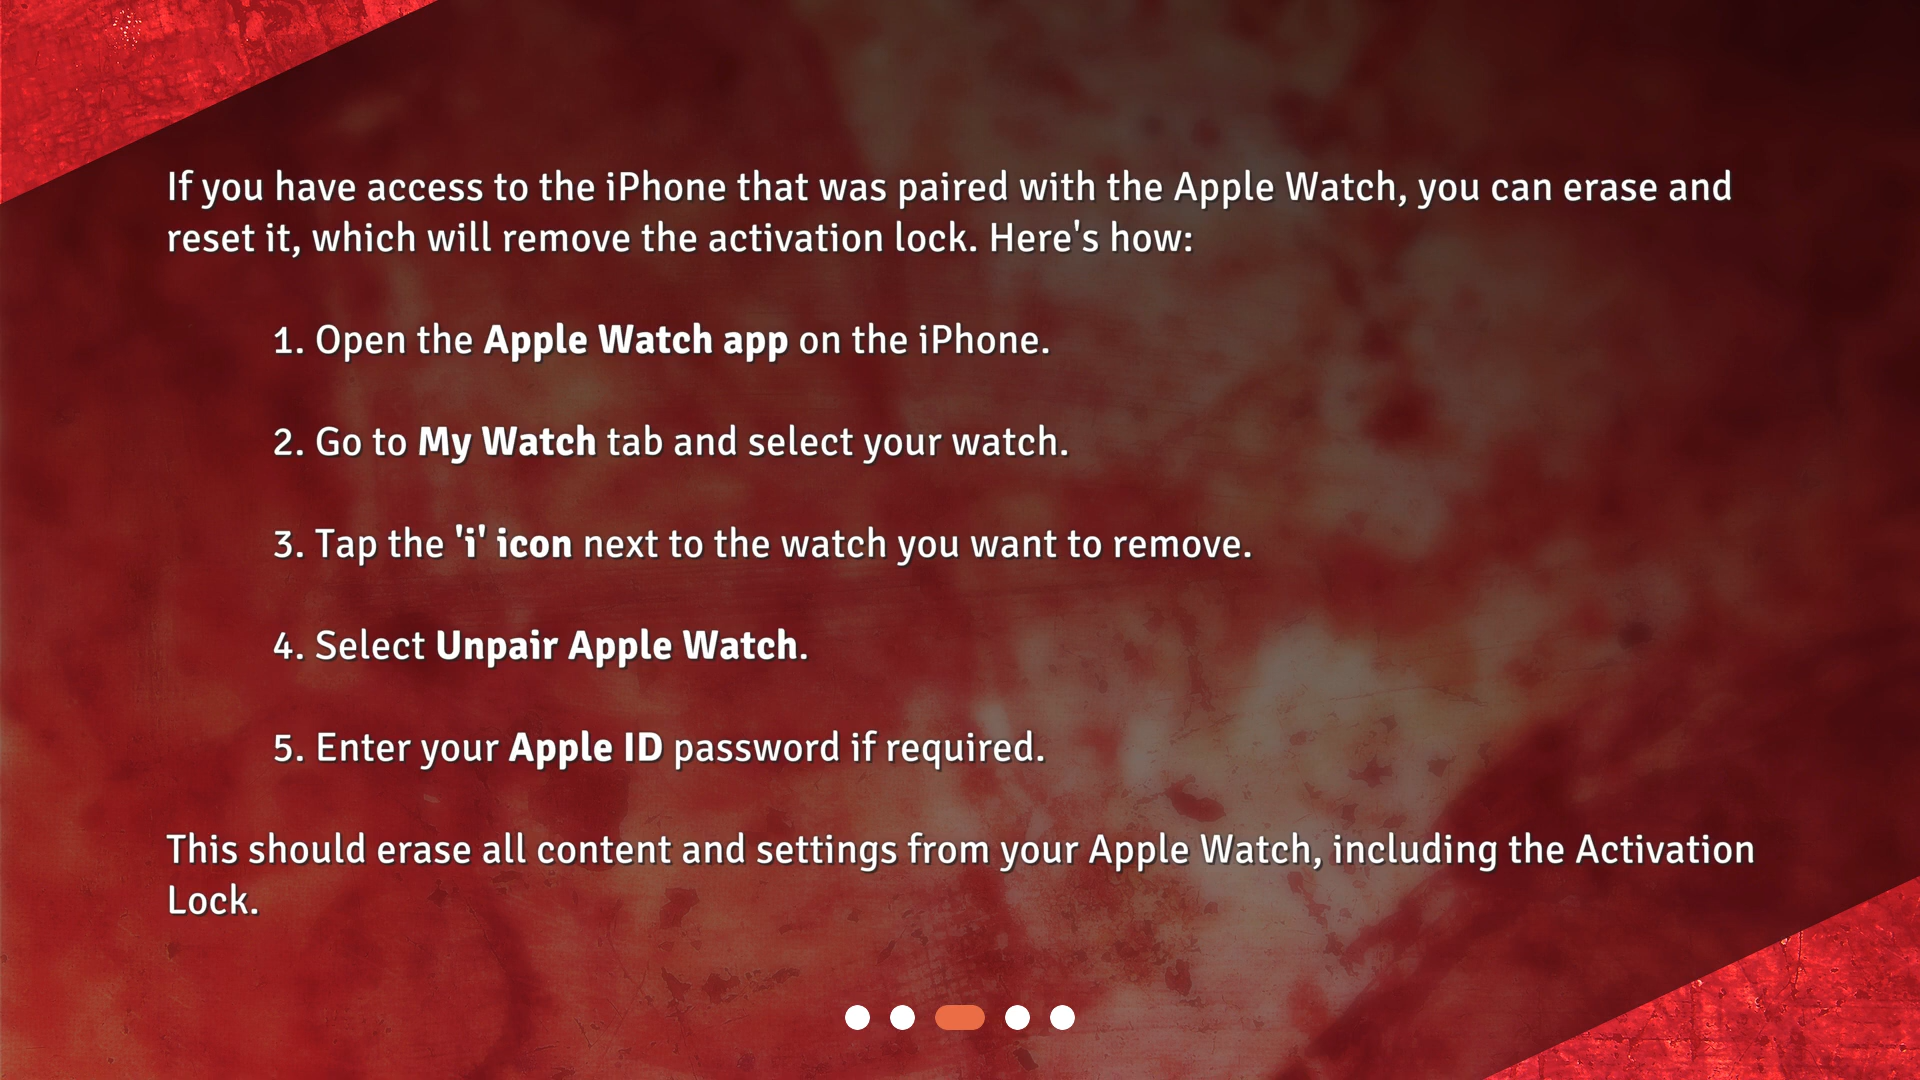 If you have access to the iPhone that was paired with the Apple Watch, you can erase and
reset it, which will remove the activation lock. Here's how:
1. Open the Apple Watch app on the iPhone.
2. Go to My Watch tab and select your watch.
3. Tap the 'i' icon next to the watch you want to remove.
4. Select Unpair Apple Watch.
5. Enter your Apple ID password if required.
This should erase all content and settings from your Apple Watch, including the Activation
Lock.